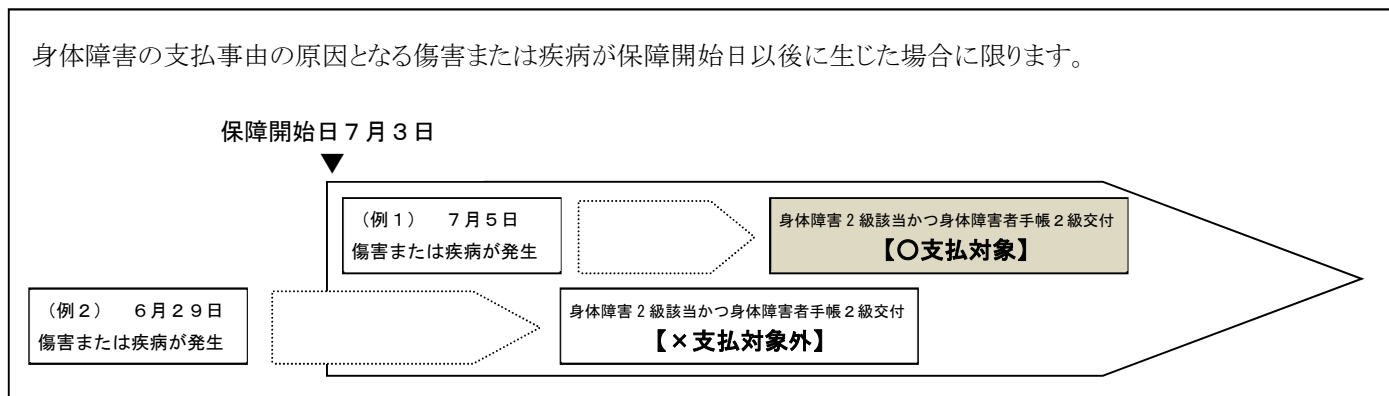 身体障害の支払事由の原因となる傷害または疾病が保障開始日以後に生じた場合に限ります。
保障開始日７月３日
▼
（例１）　７月５日
傷害または疾病が発生
身体障害２級該当かつ身体障害者手帳２級交付
【○支払対象】
（例２）　６月２９日
傷害または疾病が発生
身体障害２級該当かつ身体障害者手帳２級交付
【×支払対象外】